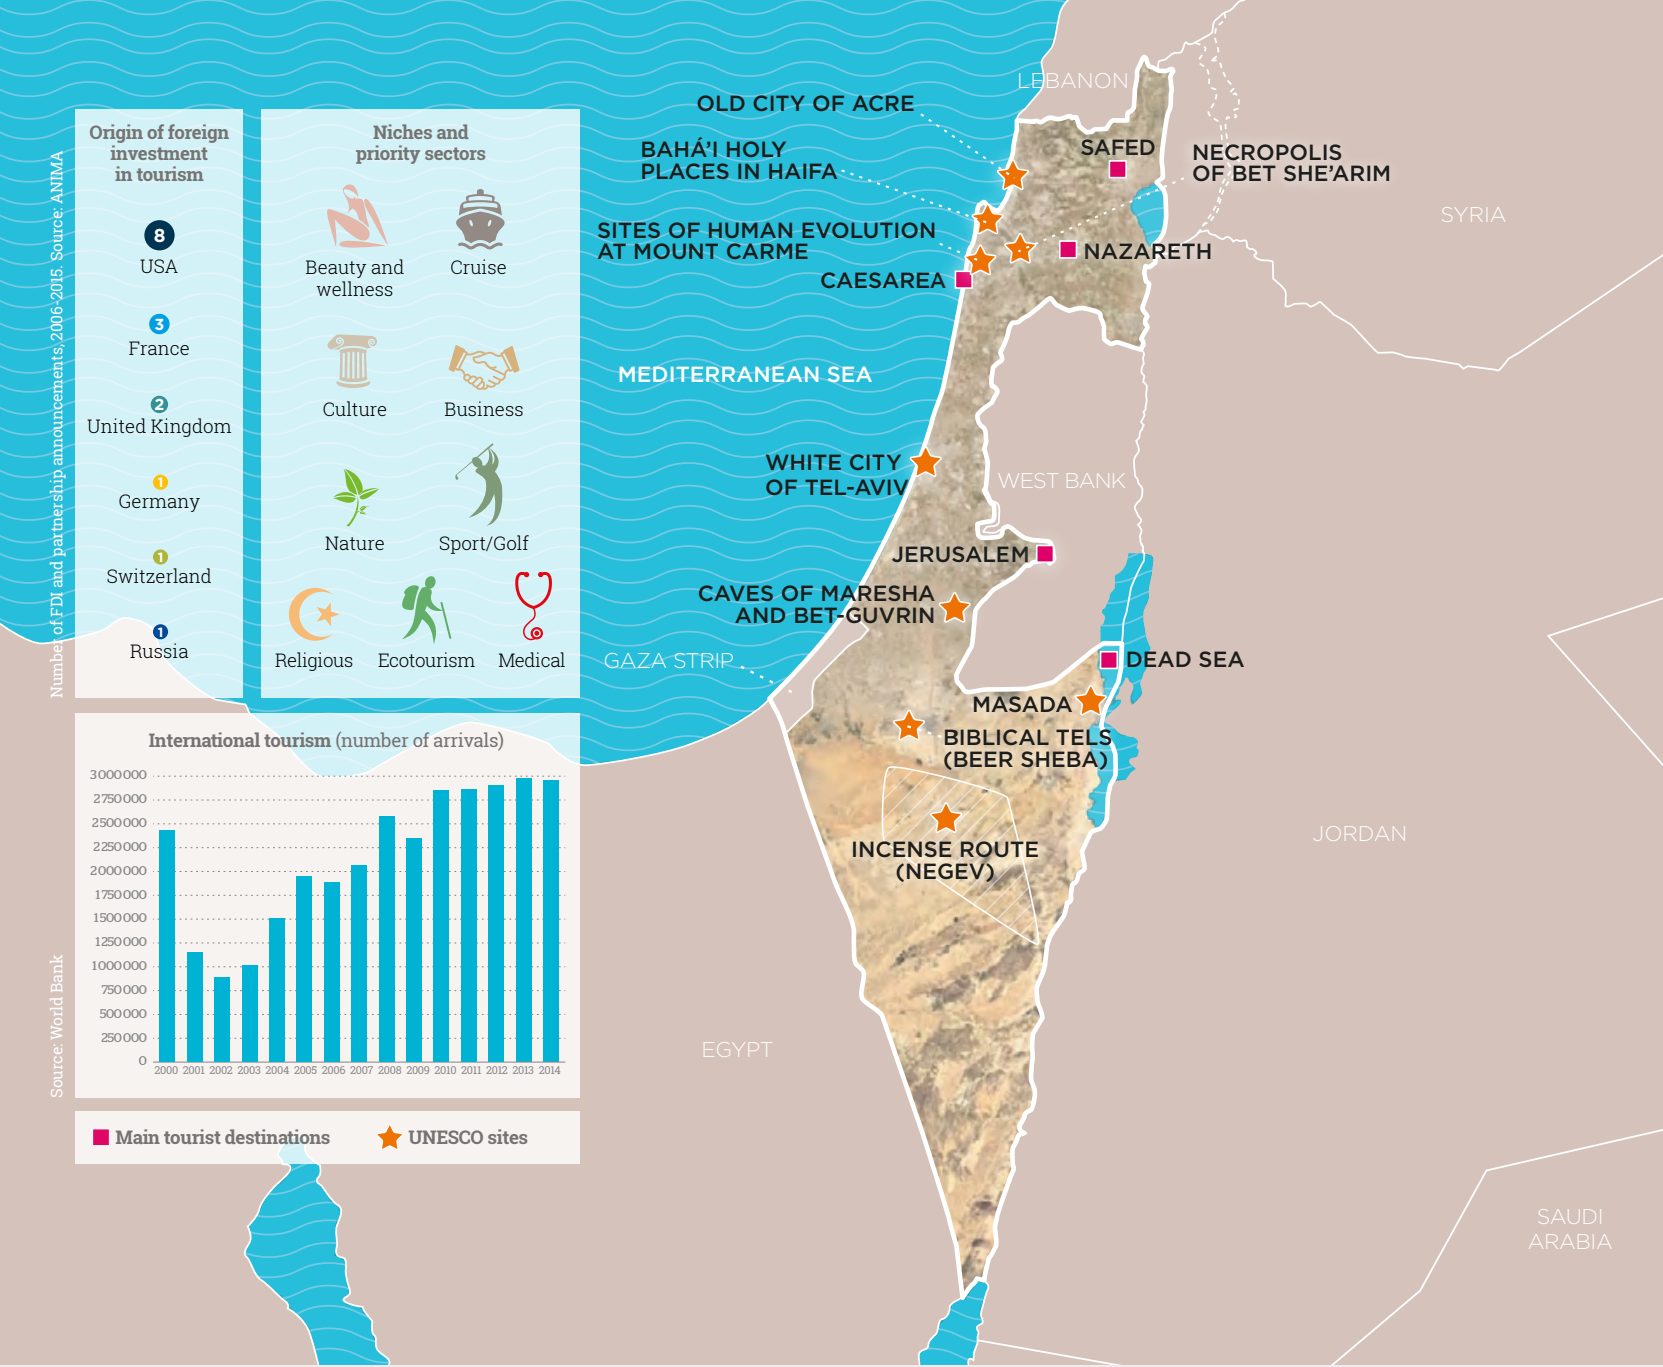 Number of FDI and partnership announcements, 2006-2015. Source: ANIMA
Origin of foreign
investment
in tourism
8
USA
3
France
2
United Kingdom
1
Germany
1
Switzerland
1
Russia
Niches and
priority sectors
Beauty and
wellness
Cruise
Culture
Business
Nature
Sport/Golf
Religious
Ecotourism
Medical
Source: World Bank
International tourism (number of arrivals)
3000000
2750000
2500000
2250000
2000000
1750000
1500000
1250000
1000000
750000
500000
250000
0
2000 2001 2002 2003 2004 2005 2006 2007 2008 2009 2010 2011 2012 2013 2014
Main tourist destinations
UNESCO sites
LEBANON
OLD CITY OF ACRE
BAHÁ'I HOLY
PLACES IN HAIFA
SAFED
NECROPOLIS
OF BET SHE'ARIM
SYRIA
SITES OF HUMAN EVOLUTION
AT MOUNT CARME
NAZARETH
CAESAREA
MEDITERRANEAN SEA
WHITE CITY
OF TEL-AVIV
WEST BANK
JERUSALEM
CAVES OF MARESHA
AND BET-GUVRIN
GAZA STRIP
DEAD SEA
MASADA
BIBLICAL TELS
(BEER SHEBA)
INCENSE ROUTE
(NEGEV)
JORDAN
EGYPT
SAUDI
ARABIA